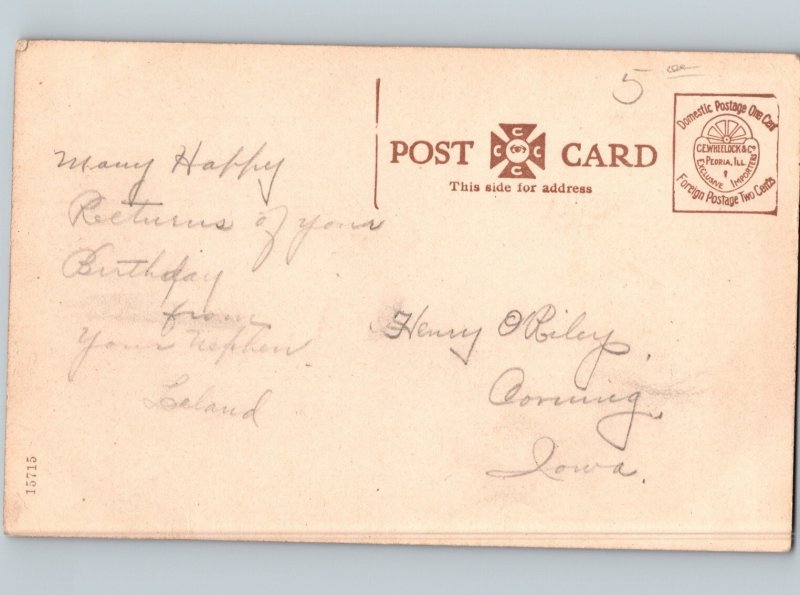 5 00
Domestic Postage One Cent
C.E. WHEELOCK & Co.
PEORIA, ILL.
EXCLUSIVE IMPORTERS
Foreign Postage Two Cents
POST CARD
C C C C
This side for address
Many Happy
Returns of your
Birthday
from
Your Nephew
Leland
Henry O'Riley,
Corning,
Iowa.
15715